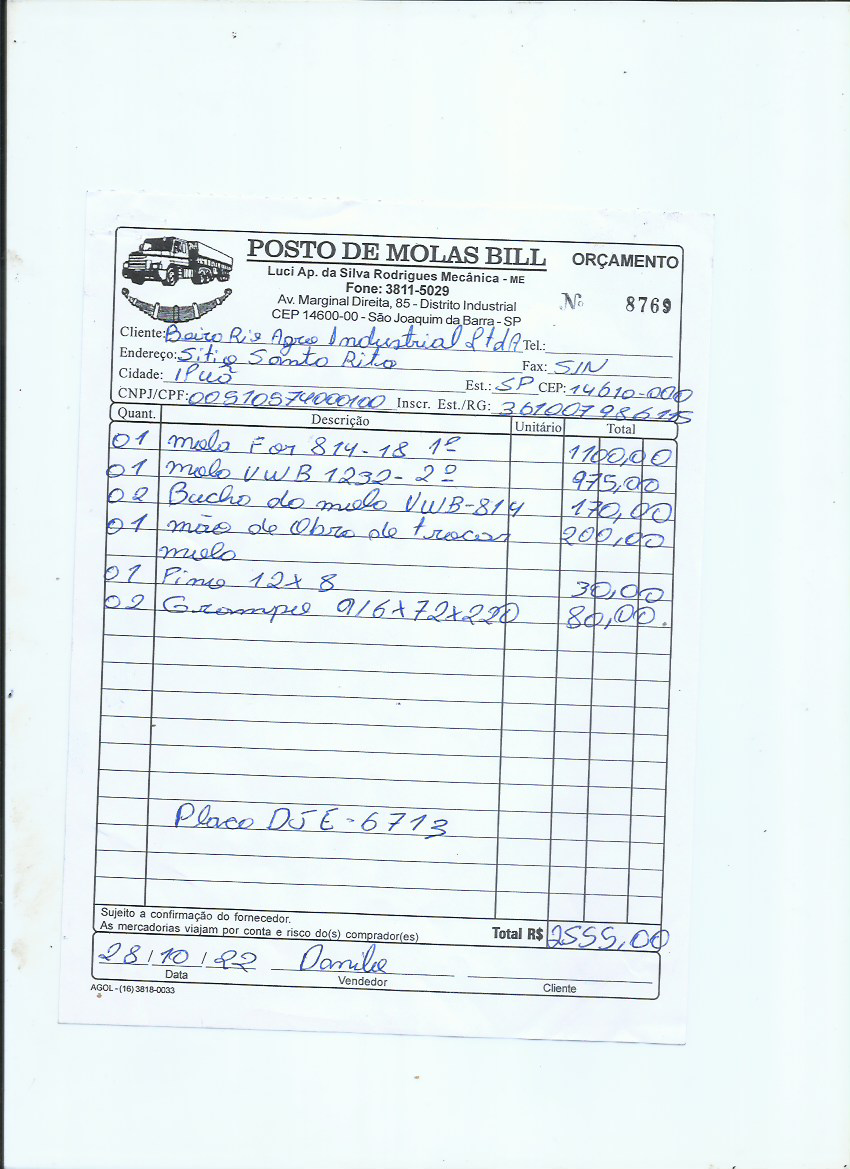 POSTO DE MOLAS BILL ORÇAMENTO
Luci Ap. da Silva Rodrigues Mecânica - ME
Fone: 3811-5029
Av. Marginal Direita, 85 - Distrito Industrial
Nº 8769
CEP 14600-00 - São Joaquim da Barra - SP
Cliente: Beira Rio Agro Industrial LtdA Tel.:
Endereço: Sitio Santa Rita Fax: S/N
Cidade: IPuã Est.: SP CEP: 14610-000
CNPJ/CPF: 00510574000100 Inscr. Est./RG: 361007986115
Quant. Descrição Unitário Total
01 mola For 814-18 1ª 1100,00
01 mola VWB 1232-2ª 975,00
02 Bucha da mola VWB-814 170,00
01 mão de Obra de trocar 200,00
mola
01 Pino 12x8 30,00
02 Grampo 9/6x72x220 80,00.
Placa DJE-6713
Sujeito a confirmação do fornecedor.
As mercadorias viajam por conta e risco do(s) comprador(es) Total R$ 2555,00
28/10/22 Danilo
Data Vendedor Cliente
AGOL - (16) 3818-0033